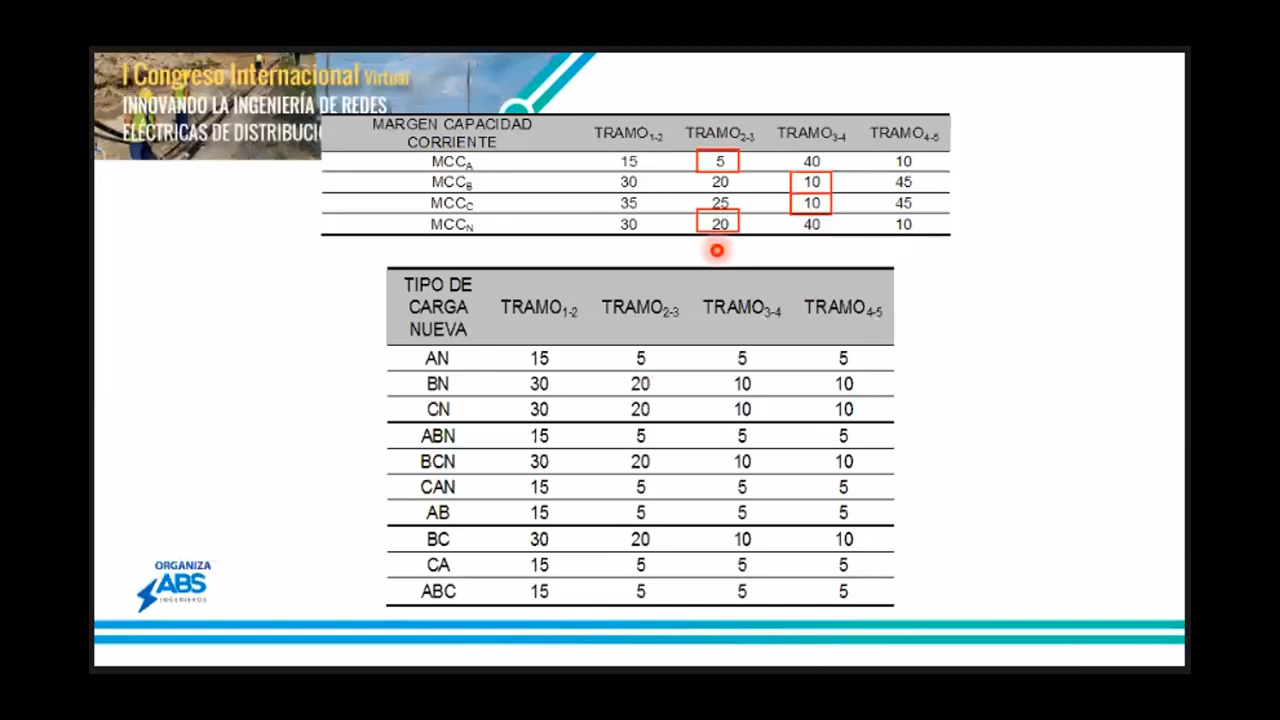 I Congreso Internacional Virtual
INNOVANDO LA INGENIERÍA DE REDES
ELÉCTRICAS DE DISTRIBUCI
MARGEN CAPACIDAD CORRIENTE TRAMO1-2 TRAMO2-3 TRAMO3-4 TRAMO4-5
MCCA 15 5 40 10
MCCB 30 20 10 45
MCCC 35 25 10 45
MCCN 30 20 40 10
TIPO DE CARGA NUEVA TRAMO1-2 TRAMO2-3 TRAMO3-4 TRAMO4-5
AN 15 5 5 5
BN 30 20 10 10
CN 30 20 10 10
ABN 15 5 5 5
BCN 30 20 10 10
CAN 15 5 5 5
AB 15 5 5 5
BC 30 20 10 10
CA 15 5 5 5
ABC 15 5 5 5
ORGANIZA
ABS
INGENIEROS